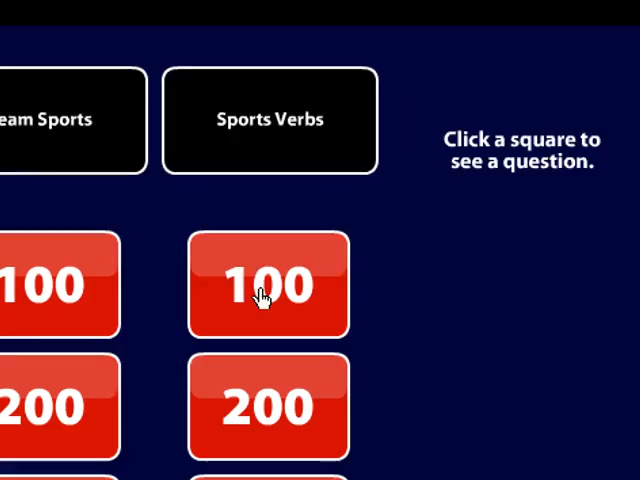 eam Sports
Sports Verbs
Click a square to
see a question.
100
100
200
200